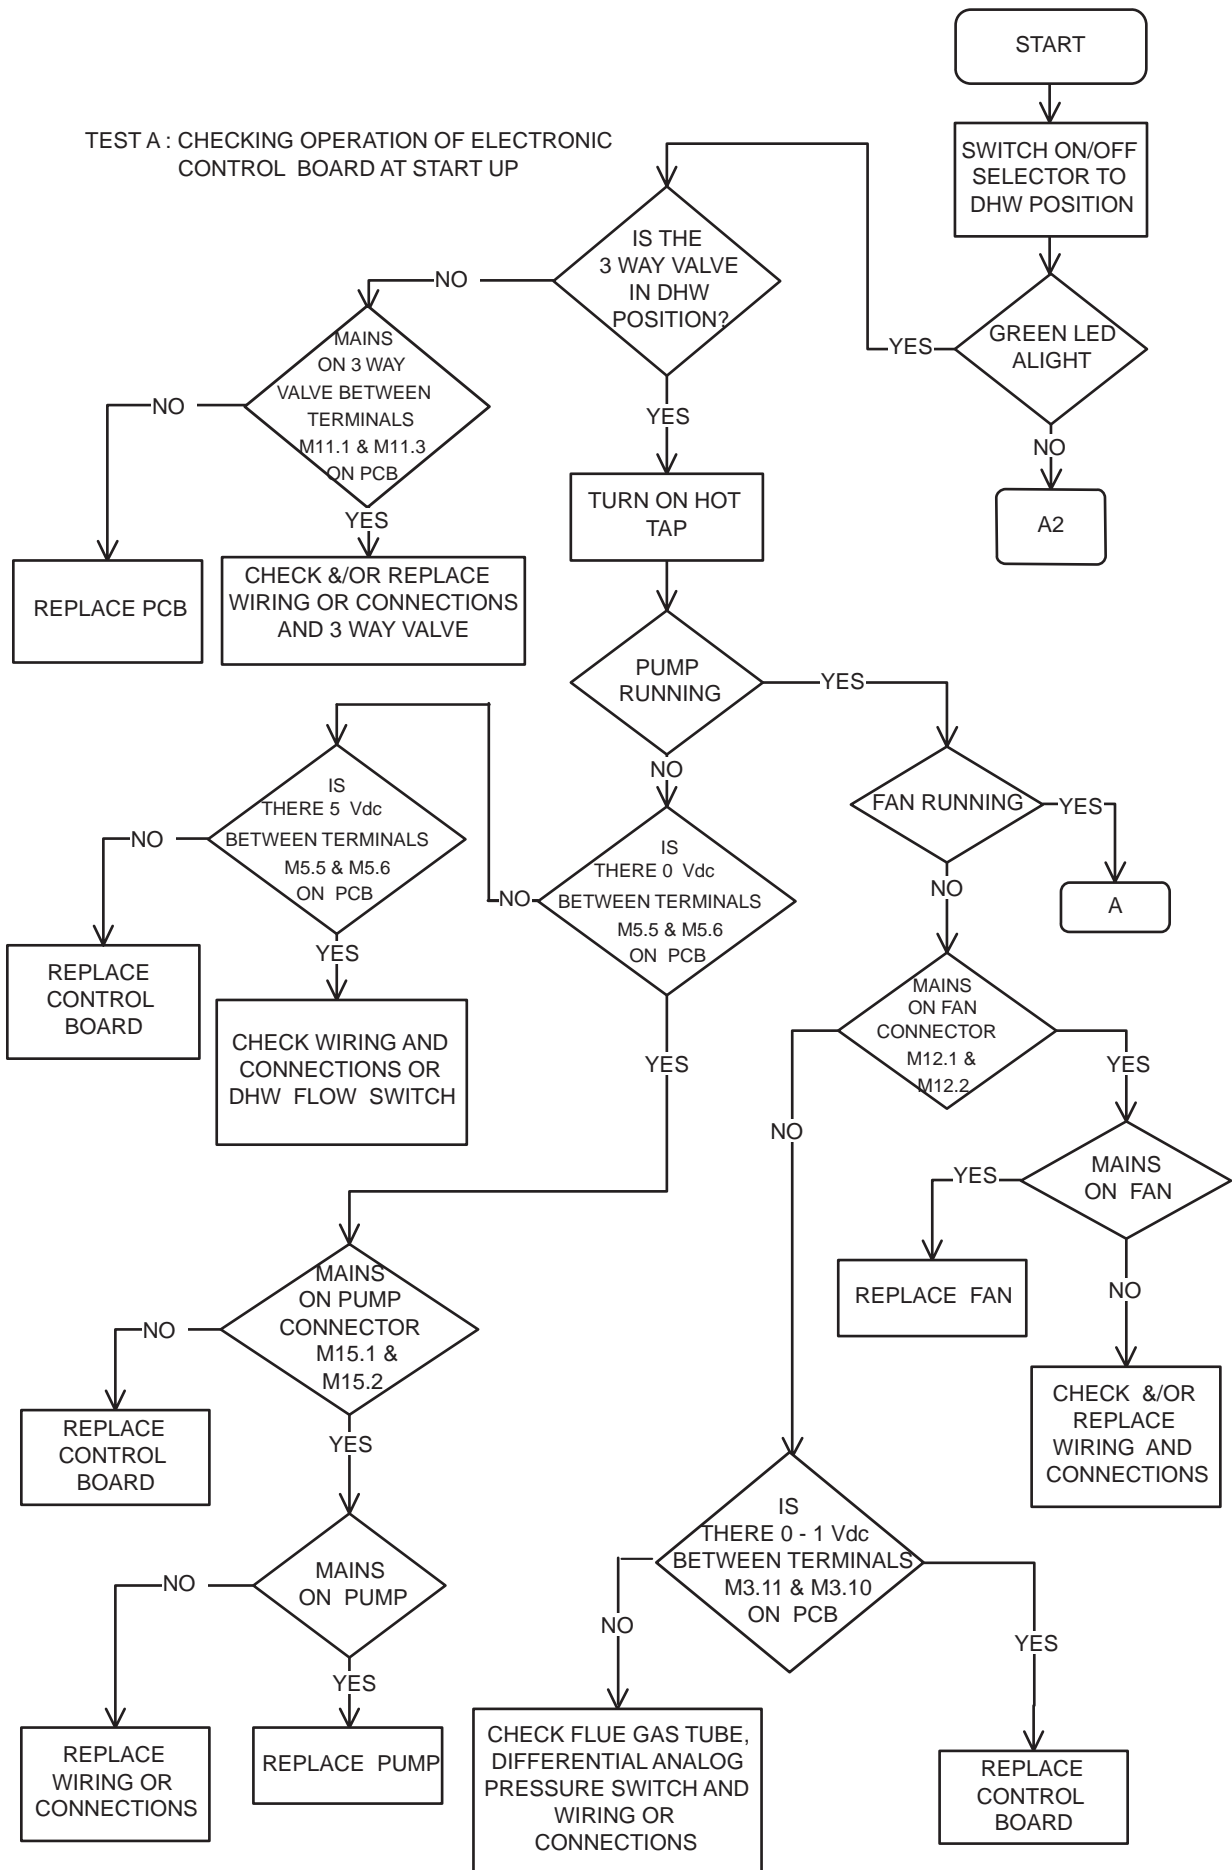 START
TEST A : CHECKING OPERATION OF ELECTRONIC
CONTROL BOARD AT START UP
SWITCH ON/OFF
SELECTOR TO
DHW POSITION
IS THE
3 WAY VALVE
IN DHW
POSITION?
NO
YES
GREEN LED
ALIGHT
MAINS
ON 3 WAY
VALVE BETWEEN
TERMINALS
M11.1 & M11.3
ON PCB
NO
YES
NO
YES
TURN ON HOT
TAP
A2
REPLACE PCB
CHECK &/OR REPLACE
WIRING OR CONNECTIONS
AND 3 WAY VALVE
PUMP
RUNNING
YES
NO
FAN RUNNING
YES
IS
THERE 5 Vdc
BETWEEN TERMINALS
M5.5 & M5.6
ON PCB
NO
IS
THERE 0 Vdc
BETWEEN TERMINALS
M5.5 & M5.6
ON PCB
NO
NO
A
YES
REPLACE
CONTROL
BOARD
CHECK WIRING AND
CONNECTIONS OR
DHW FLOW SWITCH
YES
MAINS
ON FAN
CONNECTOR
M12.1 &
M12.2
YES
NO
MAINS
ON FAN
YES
REPLACE FAN
NO
MAINS
ON PUMP
CONNECTOR
M15.1 &
M15.2
NO
CHECK &/OR
REPLACE
WIRING AND
CONNECTIONS
REPLACE
CONTROL
BOARD
YES
IS
THERE 0 - 1 Vdc
BETWEEN TERMINALS
M3.11 & M3.10
ON PCB
MAINS
ON PUMP
NO
NO
YES
YES
REPLACE
WIRING OR
CONNECTIONS
REPLACE PUMP
CHECK FLUE GAS TUBE,
DIFFERENTIAL ANALOG
PRESSURE SWITCH AND
WIRING OR
CONNECTIONS
REPLACE
CONTROL
BOARD